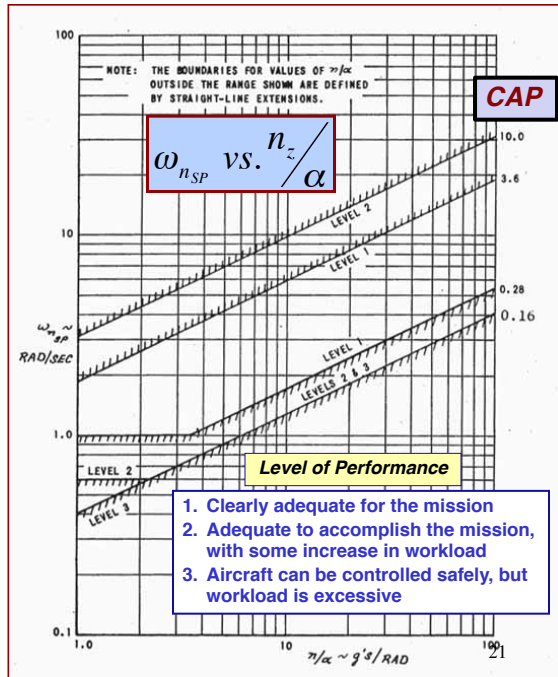 100
NOTE: THE BOUNDARIES FOR VALUES OF n/α
OUTSIDE THE RANGE SHOWN ARE DEFINED
BY STRAIGHT-LINE EXTENSIONS.
CAP
ω_{n_{SP}} vs. n_z/α
10.0
LEVEL 2
3.6
10
LEVEL 1
0.28
ω_{n_{SP}} ~
RAD/SEC
0.16
LEVEL 1
LEVELS 2 & 3
1.0
LEVEL 2
LEVEL 3
Level of Performance
1. Clearly adequate for the mission
2. Adequate to accomplish the mission,
with some increase in workload
3. Aircraft can be controlled safely, but
workload is excessive
0.1
1.0
10
100
n/α ~ g's/RAD
21